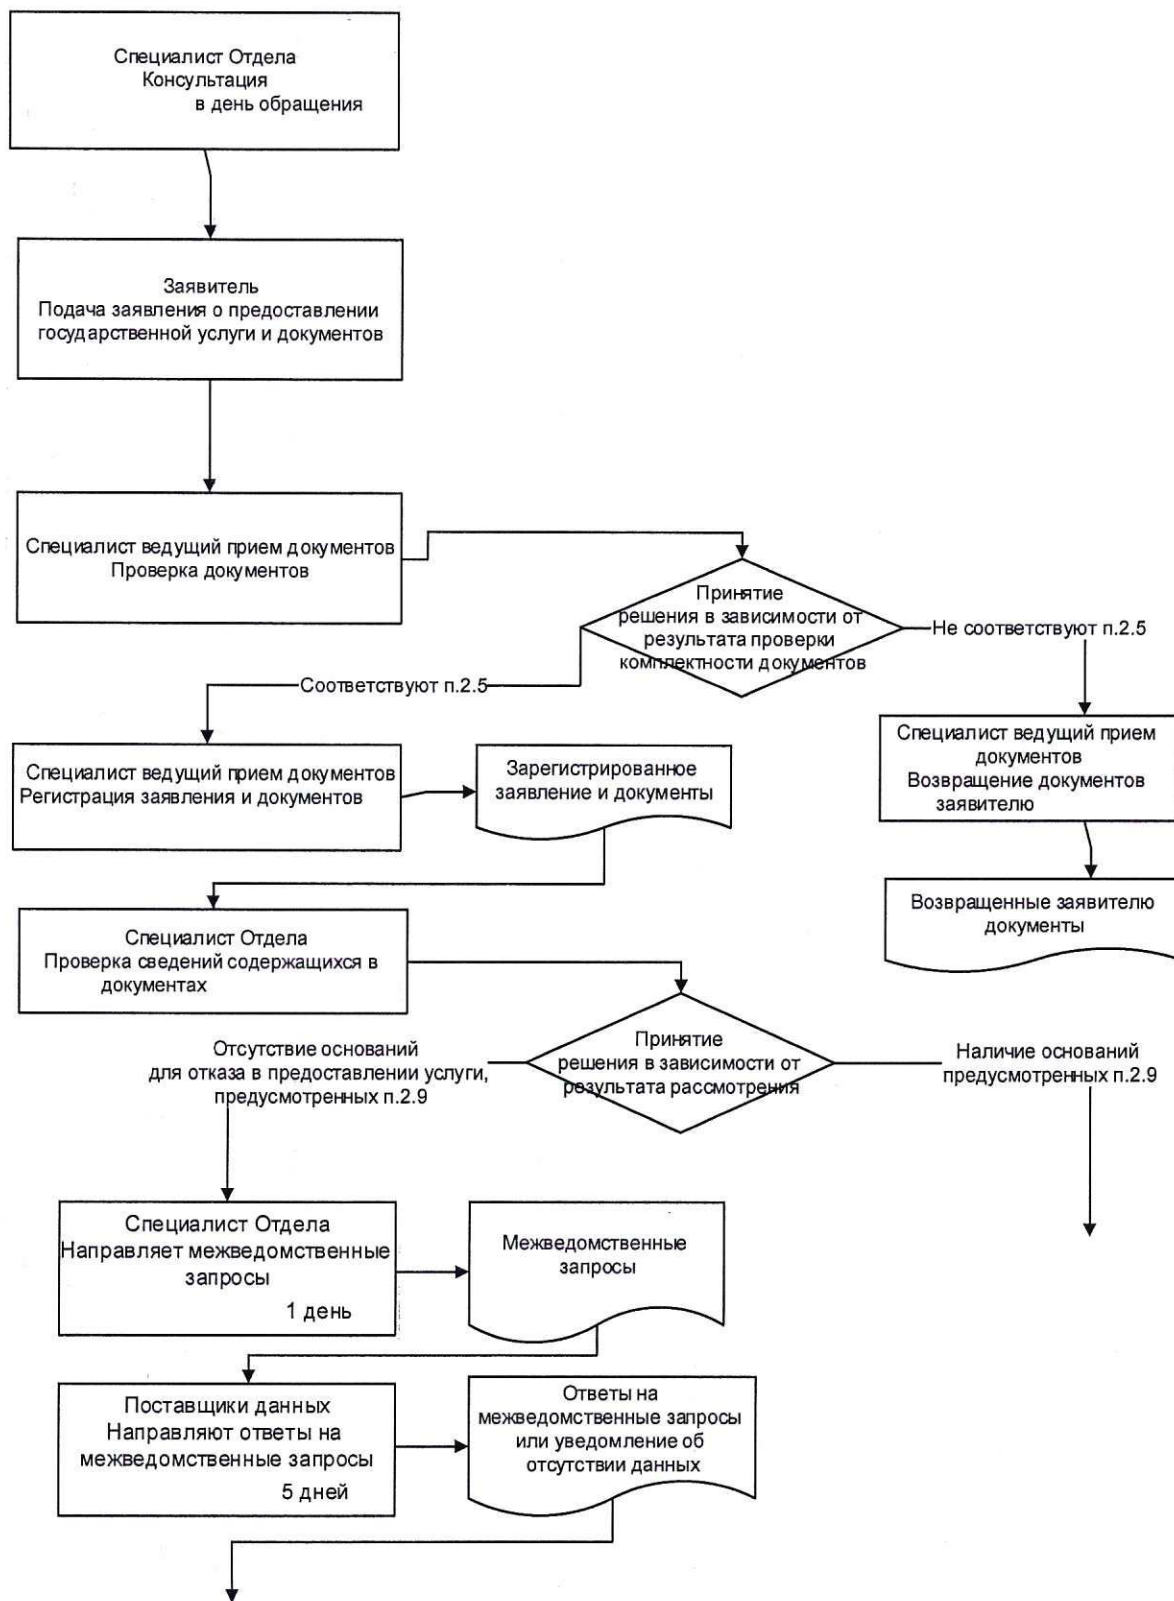 Специалист Отдела
Консультация
в день обращения
Заявитель
Подача заявления о предоставлении
государственной услуги и документов
Специалист ведущий прием документов
Проверка документов
Принятие
решения в зависимости от
результата проверки
комплектности документов
Не соответствуют п.2.5
Соответствуют п.2.5
Специалист ведущий прием
документов
Возвращение документов
заявителю
Специалист ведущий прием документов
Регистрация заявления и документов
Зарегистрированное
заявление и документы
Возвращенные заявителю
документы
Специалист Отдела
Проверка сведений содержащихся в
документах
Принятие
решения в зависимости от
результата рассмотрения
Отсутствие оснований
для отказа в предоставлении услуги,
предусмотренных п.2.9
Наличие оснований
предусмотренных п.2.9
Специалист Отдела
Направляет межведомственные
запросы
1 день
Межведомственные
запросы
Поставщики данных
Направляют ответы на
межведомственные запросы
5 дней
Ответы на
межведомственные запросы
или уведомление об
отсутствии данных